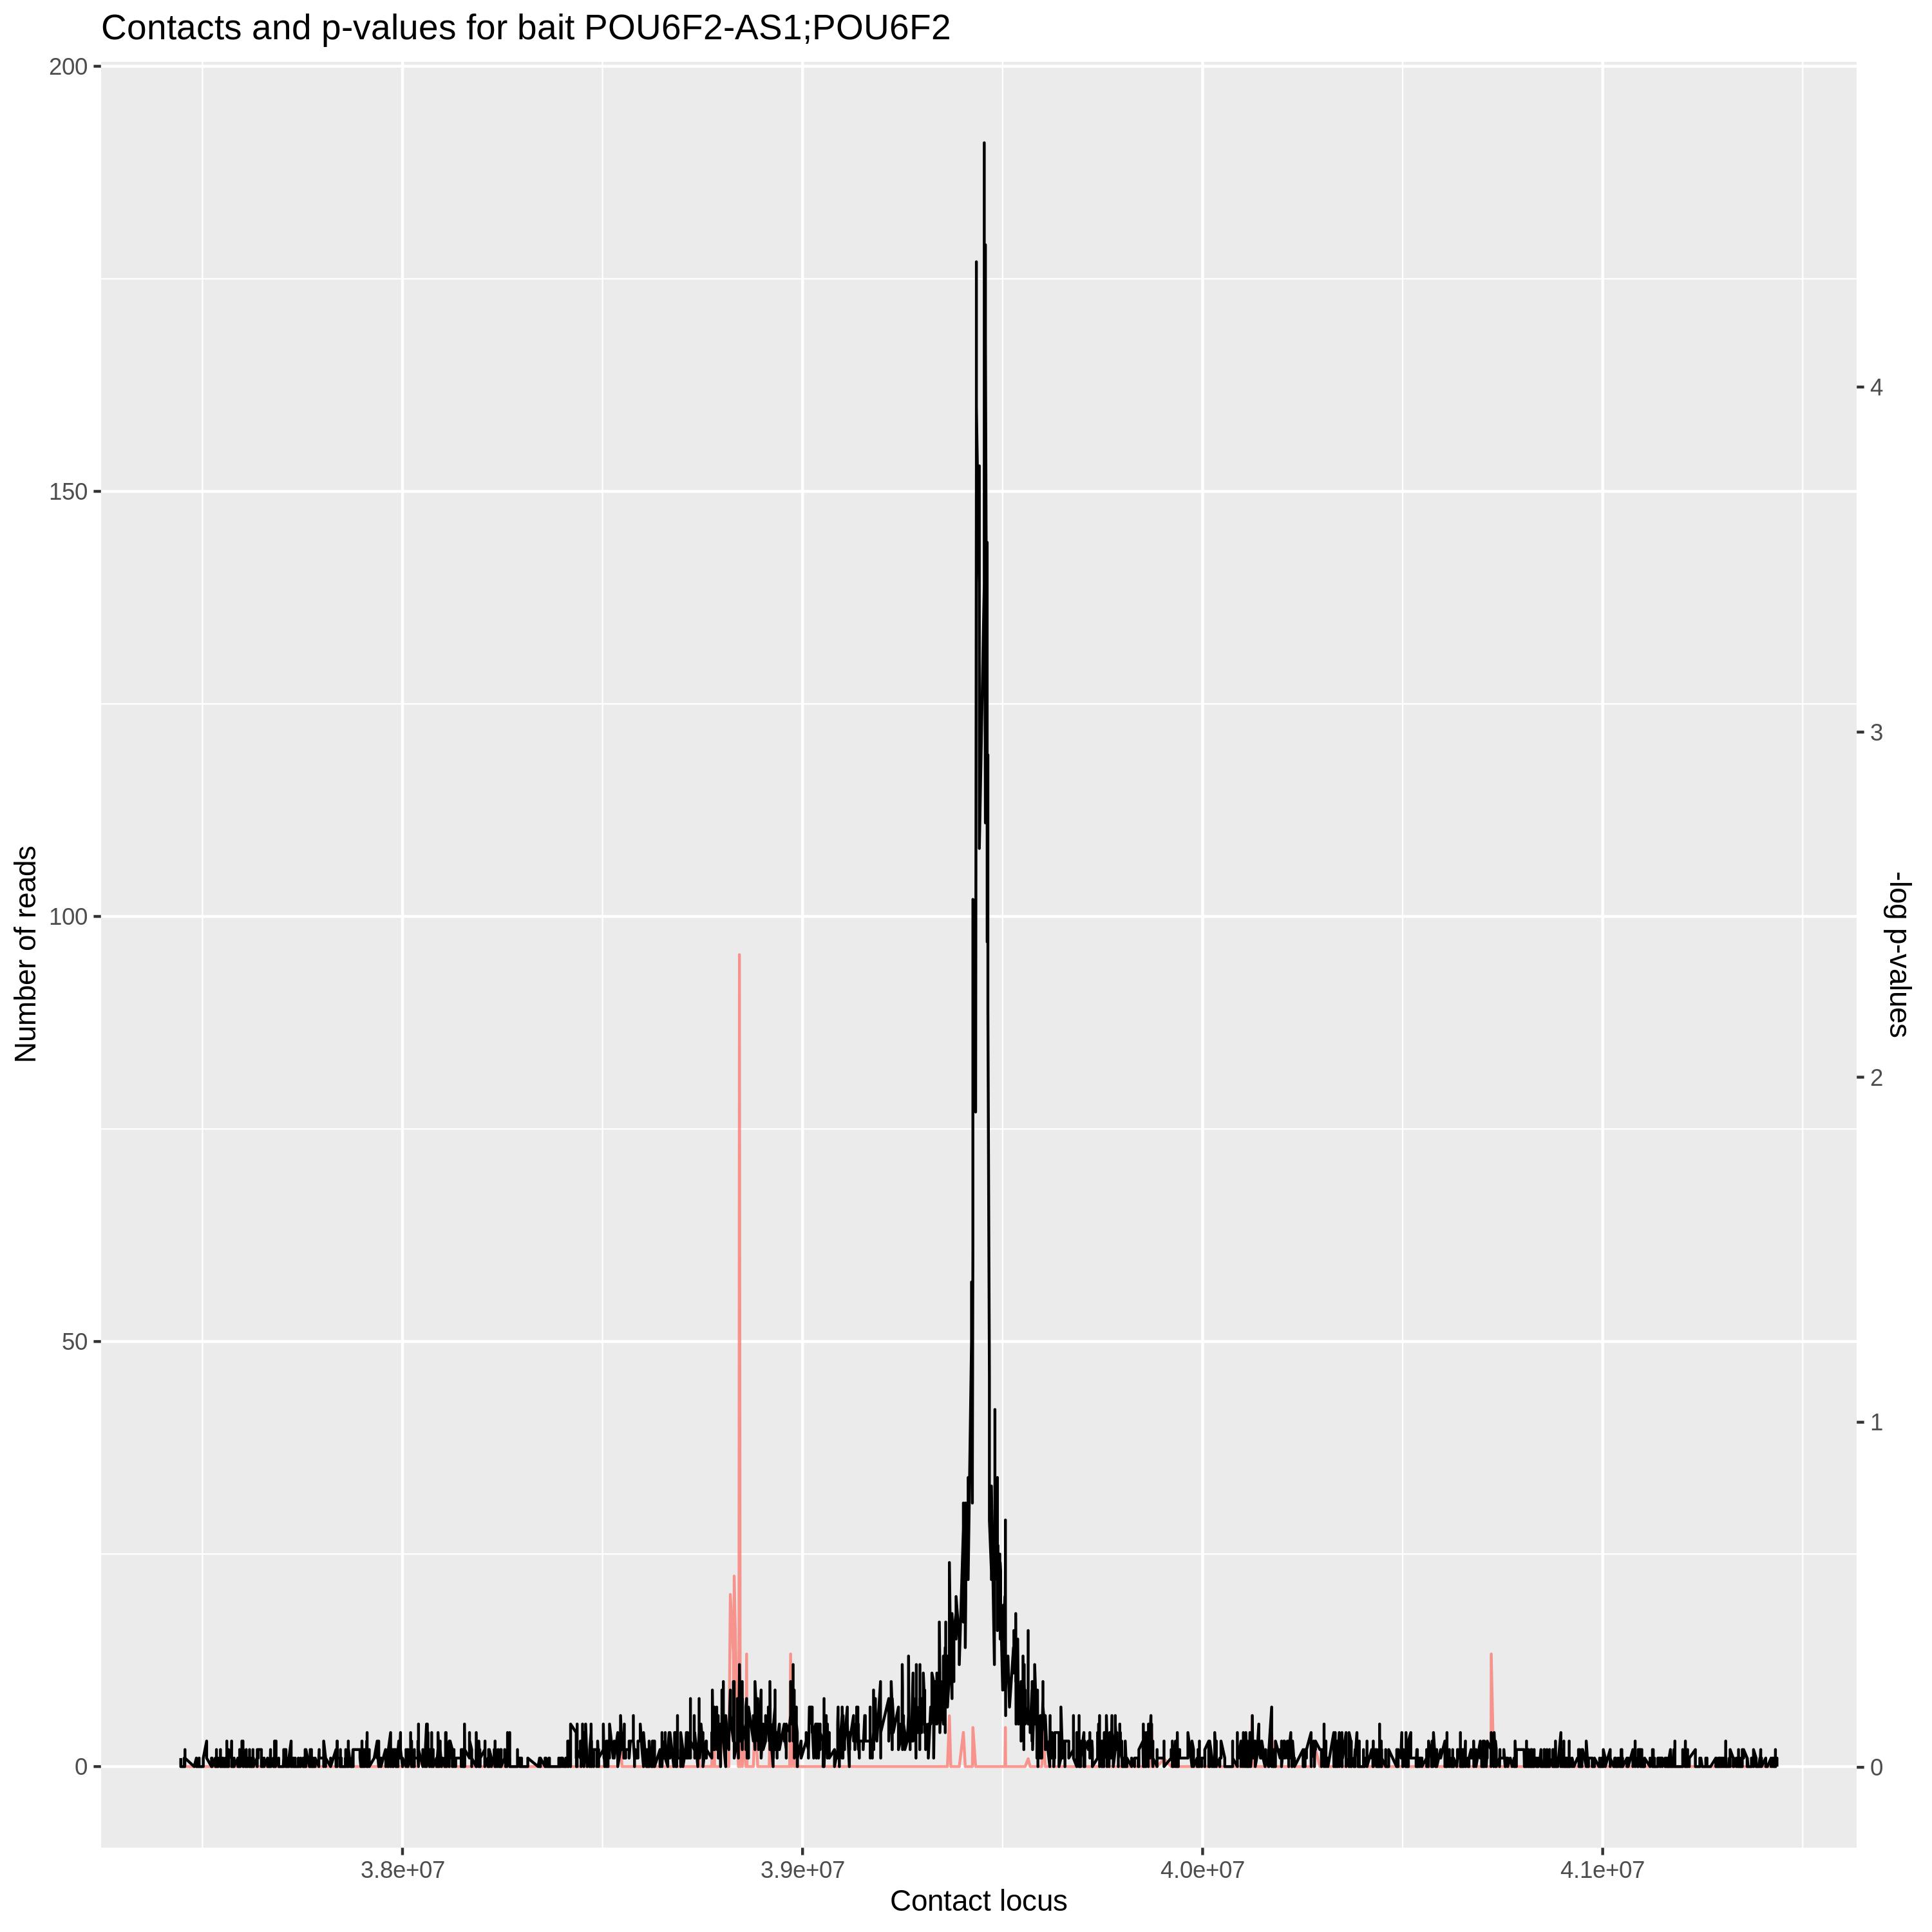 Contacts and p-values for bait POU6F2-AS1;POU6F2
200
150
100
50
0
Number of reads
4
3
2
1
0
-log p-values
3.8e+07
3.9e+07
4.0e+07
4.1e+07
Contact locus